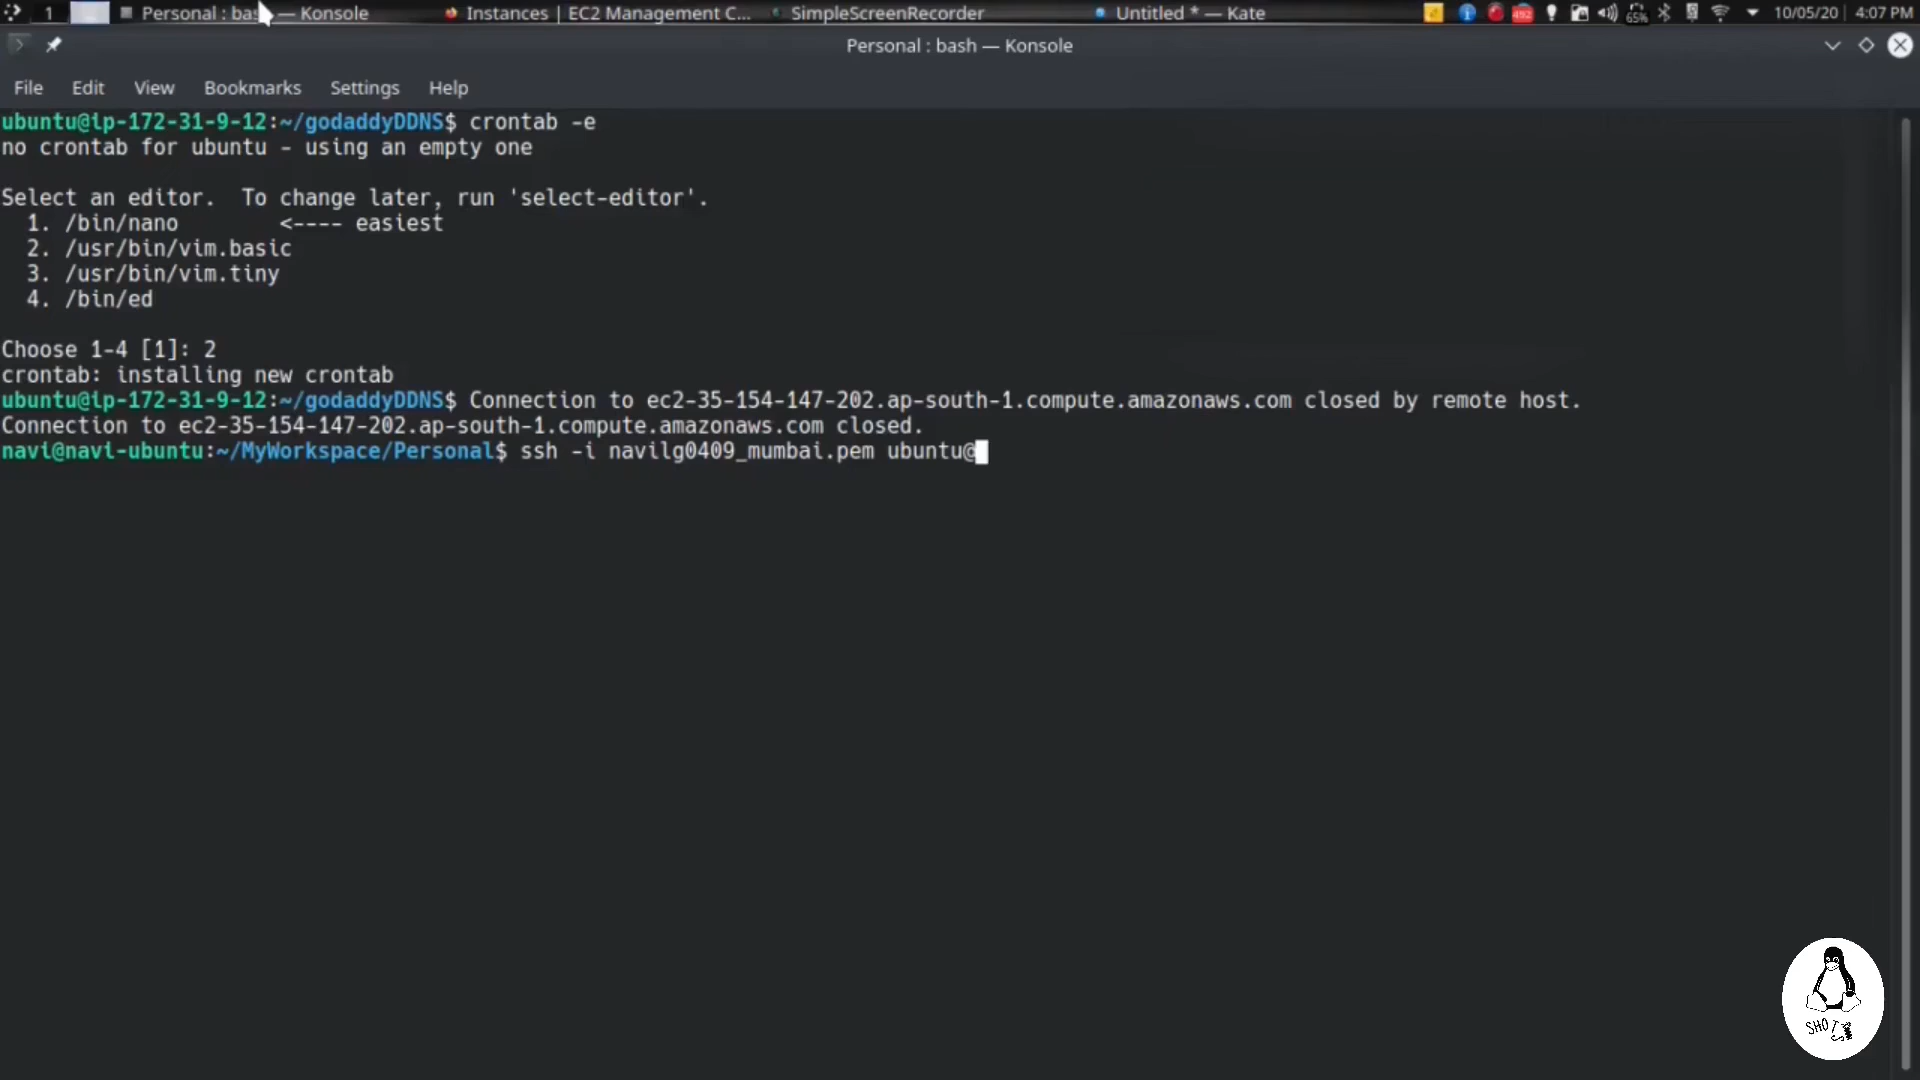 1 Personal : bas — Konsole Instances | EC2 Management C... SimpleScreenRecorder Untitled * — Kate 492 65% 10/05/20 4:07 PM
Personal : bash — Konsole
File Edit View Bookmarks Settings Help
ubuntu@ip-172-31-9-12:~/godaddyDDNS$ crontab -e
no crontab for ubuntu - using an empty one
Select an editor.  To change later, run 'select-editor'.
1. /bin/nano        <---- easiest
2. /usr/bin/vim.basic
3. /usr/bin/vim.tiny
4. /bin/ed
Choose 1-4 [1]: 2
crontab: installing new crontab
ubuntu@ip-172-31-9-12:~/godaddyDDNS$ Connection to ec2-35-154-147-202.ap-south-1.compute.amazonaws.com closed by remote host.
Connection to ec2-35-154-147-202.ap-south-1.compute.amazonaws.com closed.
navi@navi-ubuntu:~/MyWorkspace/Personal$ ssh -i navilg0409_mumbai.pem ubuntu@